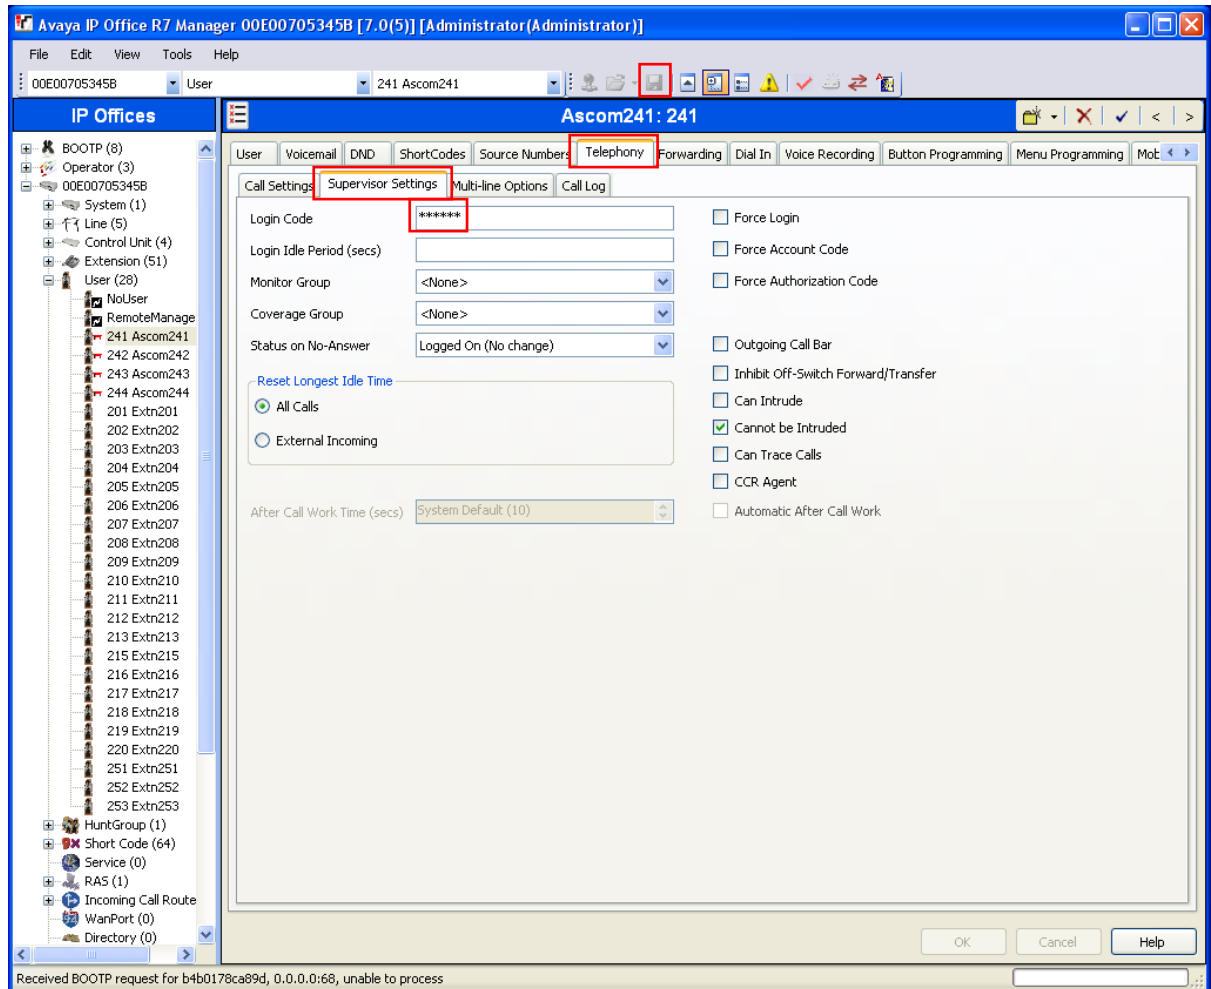 Avaya IP Office R7 Manager 00E00705345B [7.0(5)] [Administrator(Administrator)]
File Edit View Tools Help
00E00705345B User 241 Ascom241
IP Offices
Ascom241: 241
BOOTP (8)
Operator (3)
00E00705345B
System (1)
Line (5)
Control Unit (4)
Extension (51)
User (28)
NoUser
RemoteManage
241 Ascom241
242 Ascom242
243 Ascom243
244 Ascom244
201 Extn201
202 Extn202
203 Extn203
204 Extn204
205 Extn205
206 Extn206
207 Extn207
208 Extn208
209 Extn209
210 Extn210
211 Extn211
212 Extn212
213 Extn213
215 Extn215
216 Extn216
217 Extn217
218 Extn218
219 Extn219
220 Extn220
251 Extn251
252 Extn252
253 Extn253
HuntGroup (1)
Short Code (64)
Service (0)
RAS (1)
Incoming Call Route
WanPort (0)
Directory (0)
User Voicemail DND ShortCodes Source Numbers Telephony Forwarding Dial In Voice Recording Button Programming Menu Programming Mot
Call Settings Supervisor Settings Multi-line Options Call Log
Login Code ******
Login Idle Period (secs)
Monitor Group <None>
Coverage Group <None>
Status on No-Answer Logged On (No change)
Reset Longest Idle Time
All Calls
External Incoming
After Call Work Time (secs) System Default (10)
Force Login
Force Account Code
Force Authorization Code
Outgoing Call Bar
Inhibit Off-Switch Forward/Transfer
Can Intrude
Cannot be Intruded
Can Trace Calls
CCR Agent
Automatic After Call Work
OK Cancel Help
Received BOOTP request for b4b0178ca89d, 0.0.0.0:68, unable to process